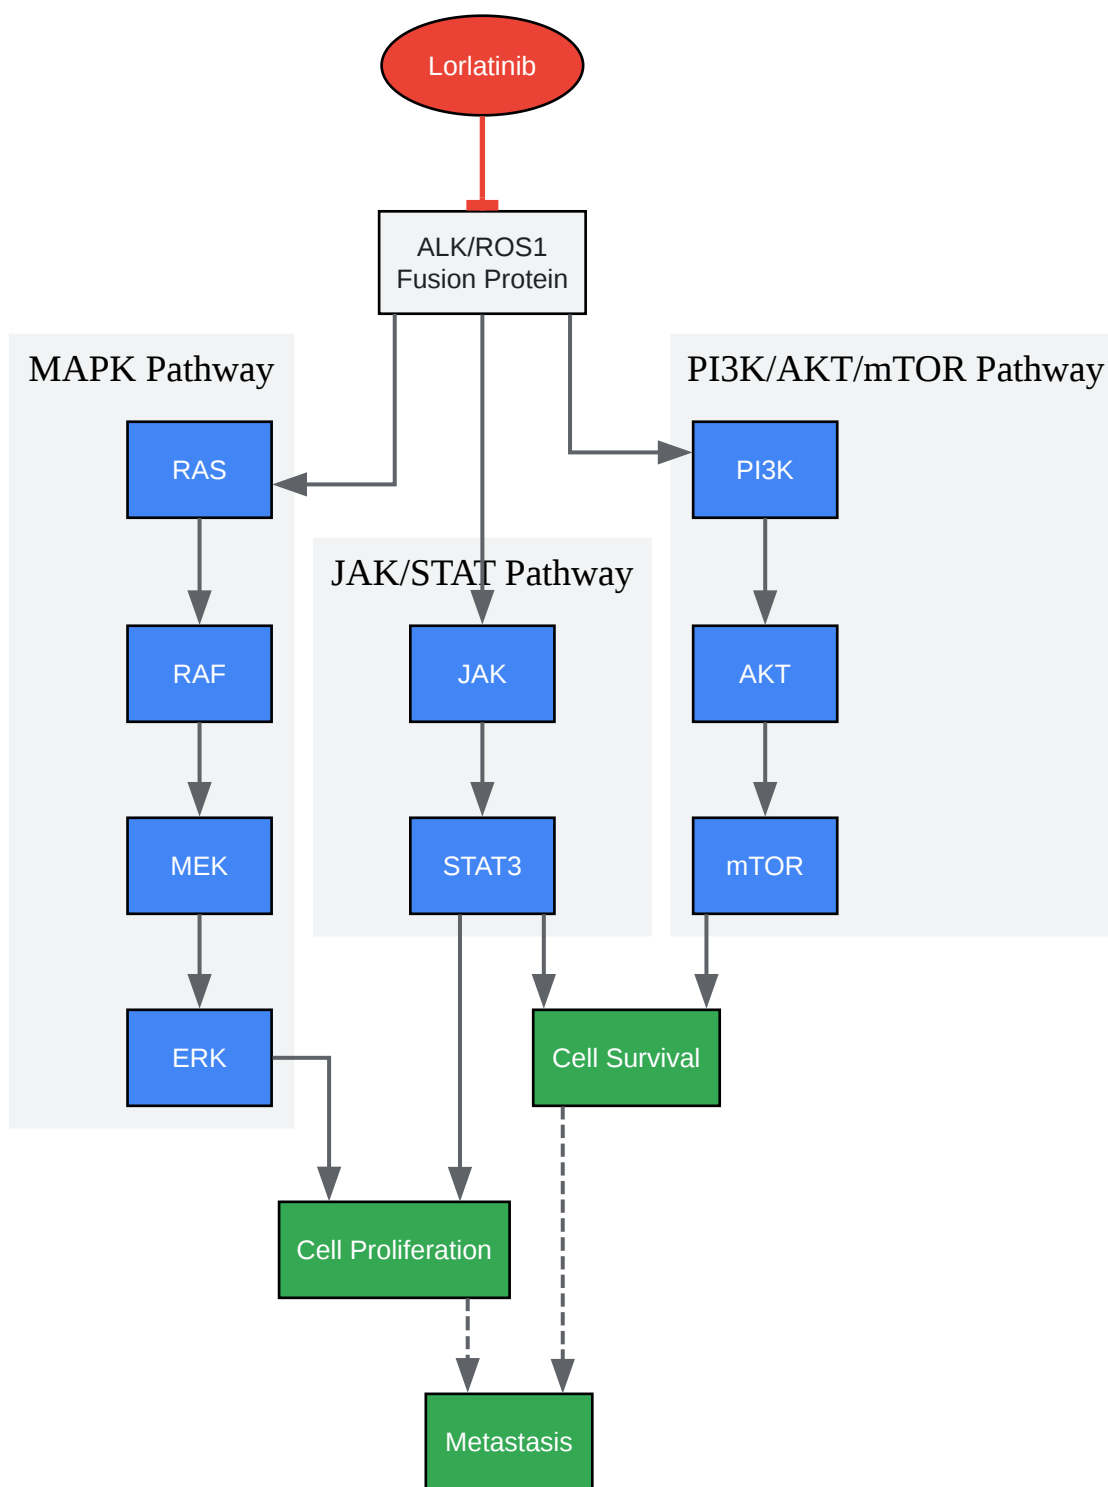 Lorlatinib
ALK/ROS1
Fusion Protein
MAPK Pathway
PI3K/AKT/mTOR Pathway
RAS
PI3K
JAK/STAT Pathway
RAF
JAK
AKT
MEK
STAT3
mTOR
ERK
Cell Survival
Cell Proliferation
Metastasis